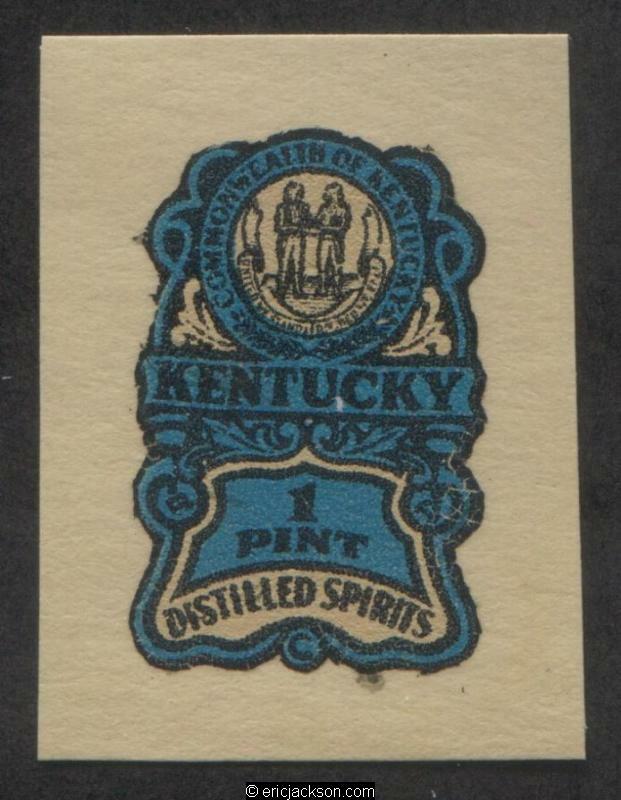 COMMONWEALTH OF KENTUCKY
KENTUCKY
1
PINT
DISTILLED SPIRITS
© ericjackson.com